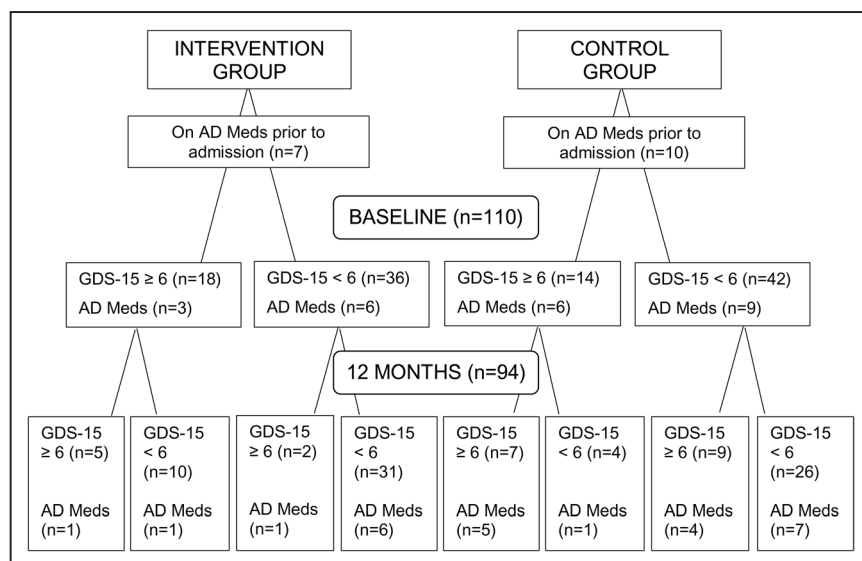 INTERVENTION
GROUP
CONTROL
GROUP
On AD Meds prior to
admission (n=7)
On AD Meds prior to
admission (n=10)
BASELINE (n=110)
GDS-15 ≥ 6 (n=18)
AD Meds (n=3)
GDS-15 < 6 (n=36)
AD Meds (n=6)
GDS-15 ≥ 6 (n=14)
AD Meds (n=6)
GDS-15 < 6 (n=42)
AD Meds (n=9)
12 MONTHS (n=94)
GDS-15
≥ 6 (n=5)
AD Meds
(n=1)
GDS-15
< 6
(n=10)
AD Meds
(n=1)
GDS-15
≥ 6 (n=2)
AD Meds
(n=1)
GDS-15
< 6
(n=31)
AD Meds
(n=6)
GDS-15
≥ 6 (n=7)
AD Meds
(n=5)
GDS-15
< 6 (n=4)
AD Meds
(n=1)
GDS-15
≥ 6 (n=9)
AD Meds
(n=4)
GDS-15
< 6
(n=26)
AD Meds
(n=7)